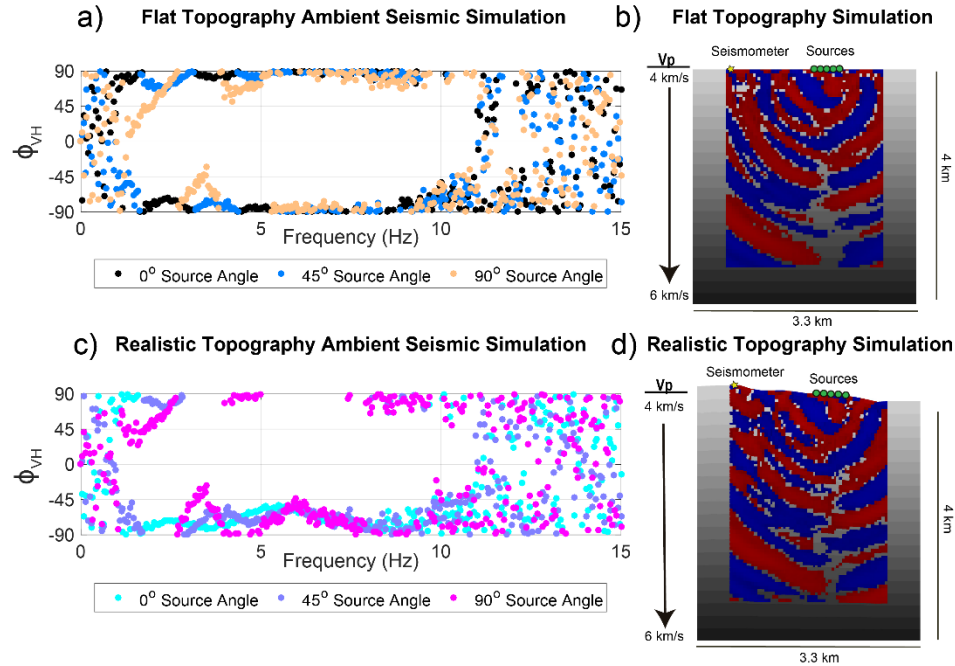 a) Flat Topography Ambient Seismic Simulation
90
45
0
-45
-90
ϕVH
0 5 10 15
Frequency (Hz)
0° Source Angle 45° Source Angle 90° Source Angle
b) Flat Topography Simulation
Seismometer Sources
Vp
4 km/s
6 km/s
4 km
3.3 km
c) Realistic Topography Ambient Seismic Simulation
90
45
0
-45
-90
ϕVH
0 5 10 15
Frequency (Hz)
0° Source Angle 45° Source Angle 90° Source Angle
d) Realistic Topography Simulation
Seismometer Sources
Vp
4 km/s
6 km/s
4 km
3.3 km